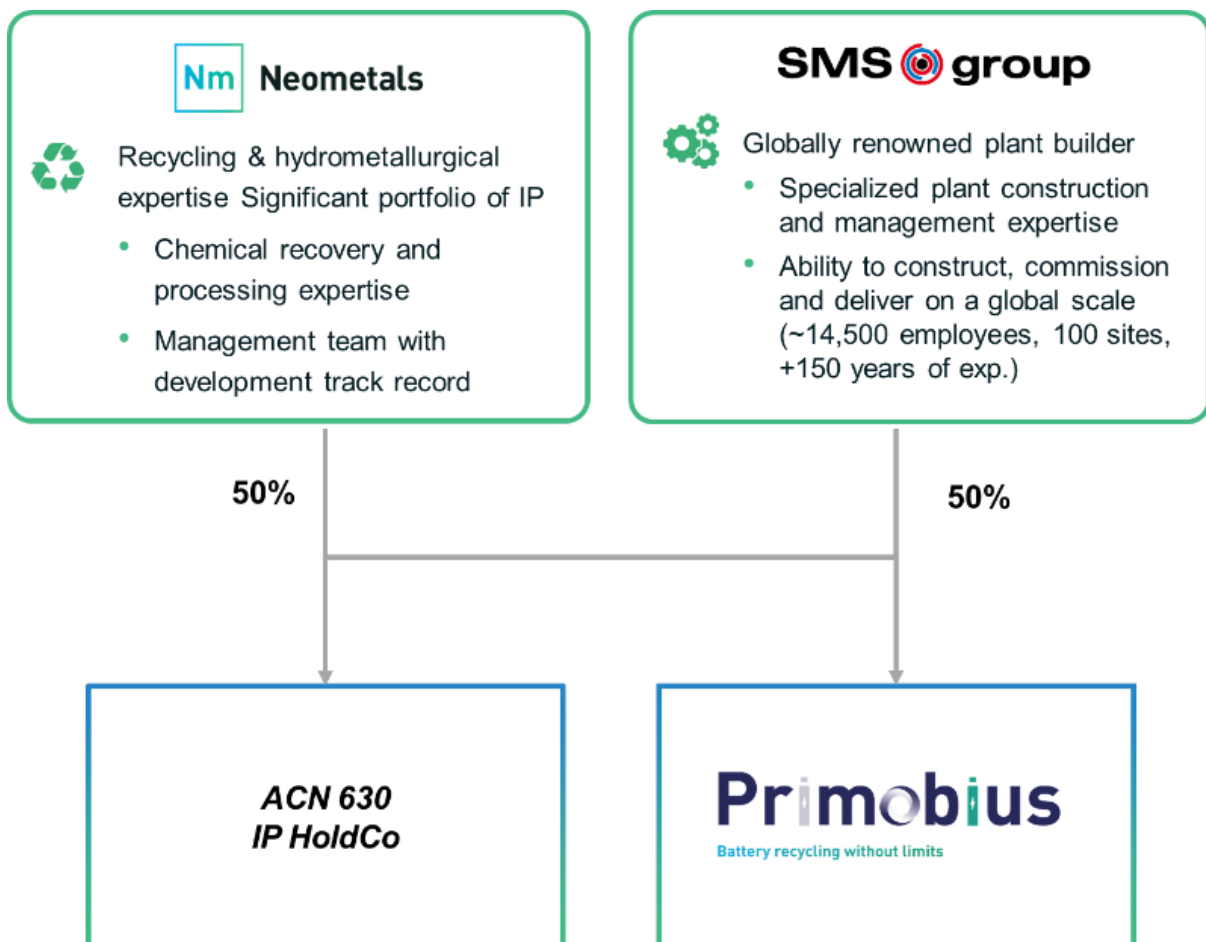 Nm Neometals
Recycling & hydrometallurgical
expertise Significant portfolio of IP
• Chemical recovery and
processing expertise
• Management team with
development track record
SMS group
Globally renowned plant builder
• Specialized plant construction
and management expertise
• Ability to construct, commission
and deliver on a global scale
(~14,500 employees, 100 sites,
+150 years of exp.)
50%
50%
ACN 630
IP HoldCo
Primobius
Battery recycling without limits